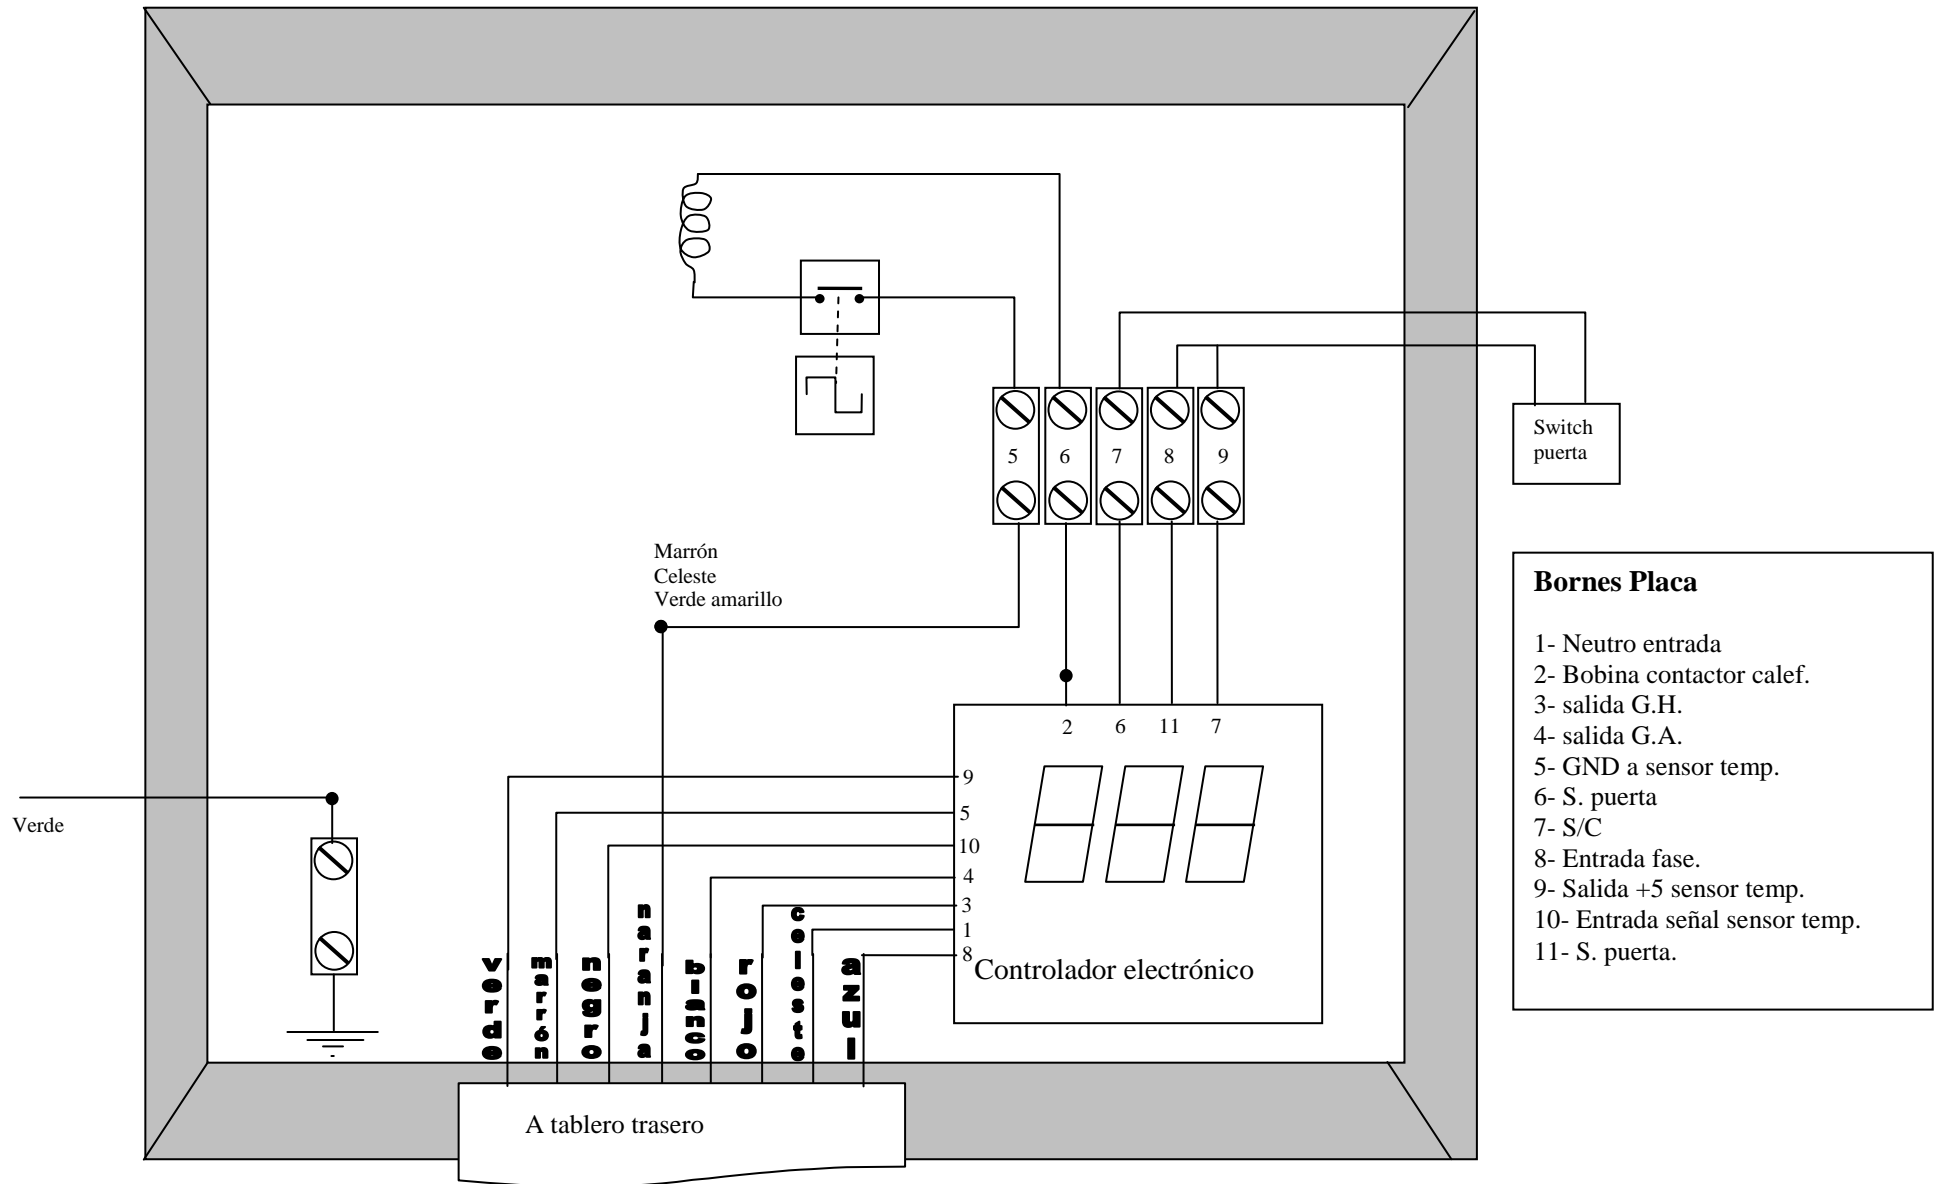 5
6
7
8
9
Switch
puerta
Marrón
Celeste
Verde amarillo
Bornes Placa
1- Neutro entrada
2- Bobina contactor calef.
3- salida G.H.
4- salida G.A.
5- GND a sensor temp.
6- S. puerta
7- S/C
8- Entrada fase.
9- Salida +5 sensor temp.
10- Entrada señal sensor temp.
11- S. puerta.
2
6
11
7
9
5
10
4
3
1
8
Controlador electrónico
Verde
verde
marrón
negro
naranja
blanco
rojo
celeste
azul
A tablero trasero